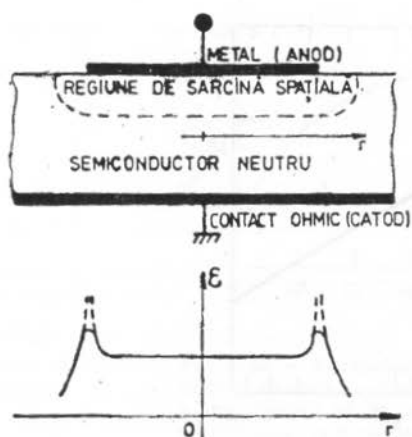 METAL (ANOD)
REGIUNE DE SARCINĂ SPAȚIALĂ
r
SEMICONDUCTOR NEUTRU
CONTACT OHMIC (CATOD)
ε
0
r